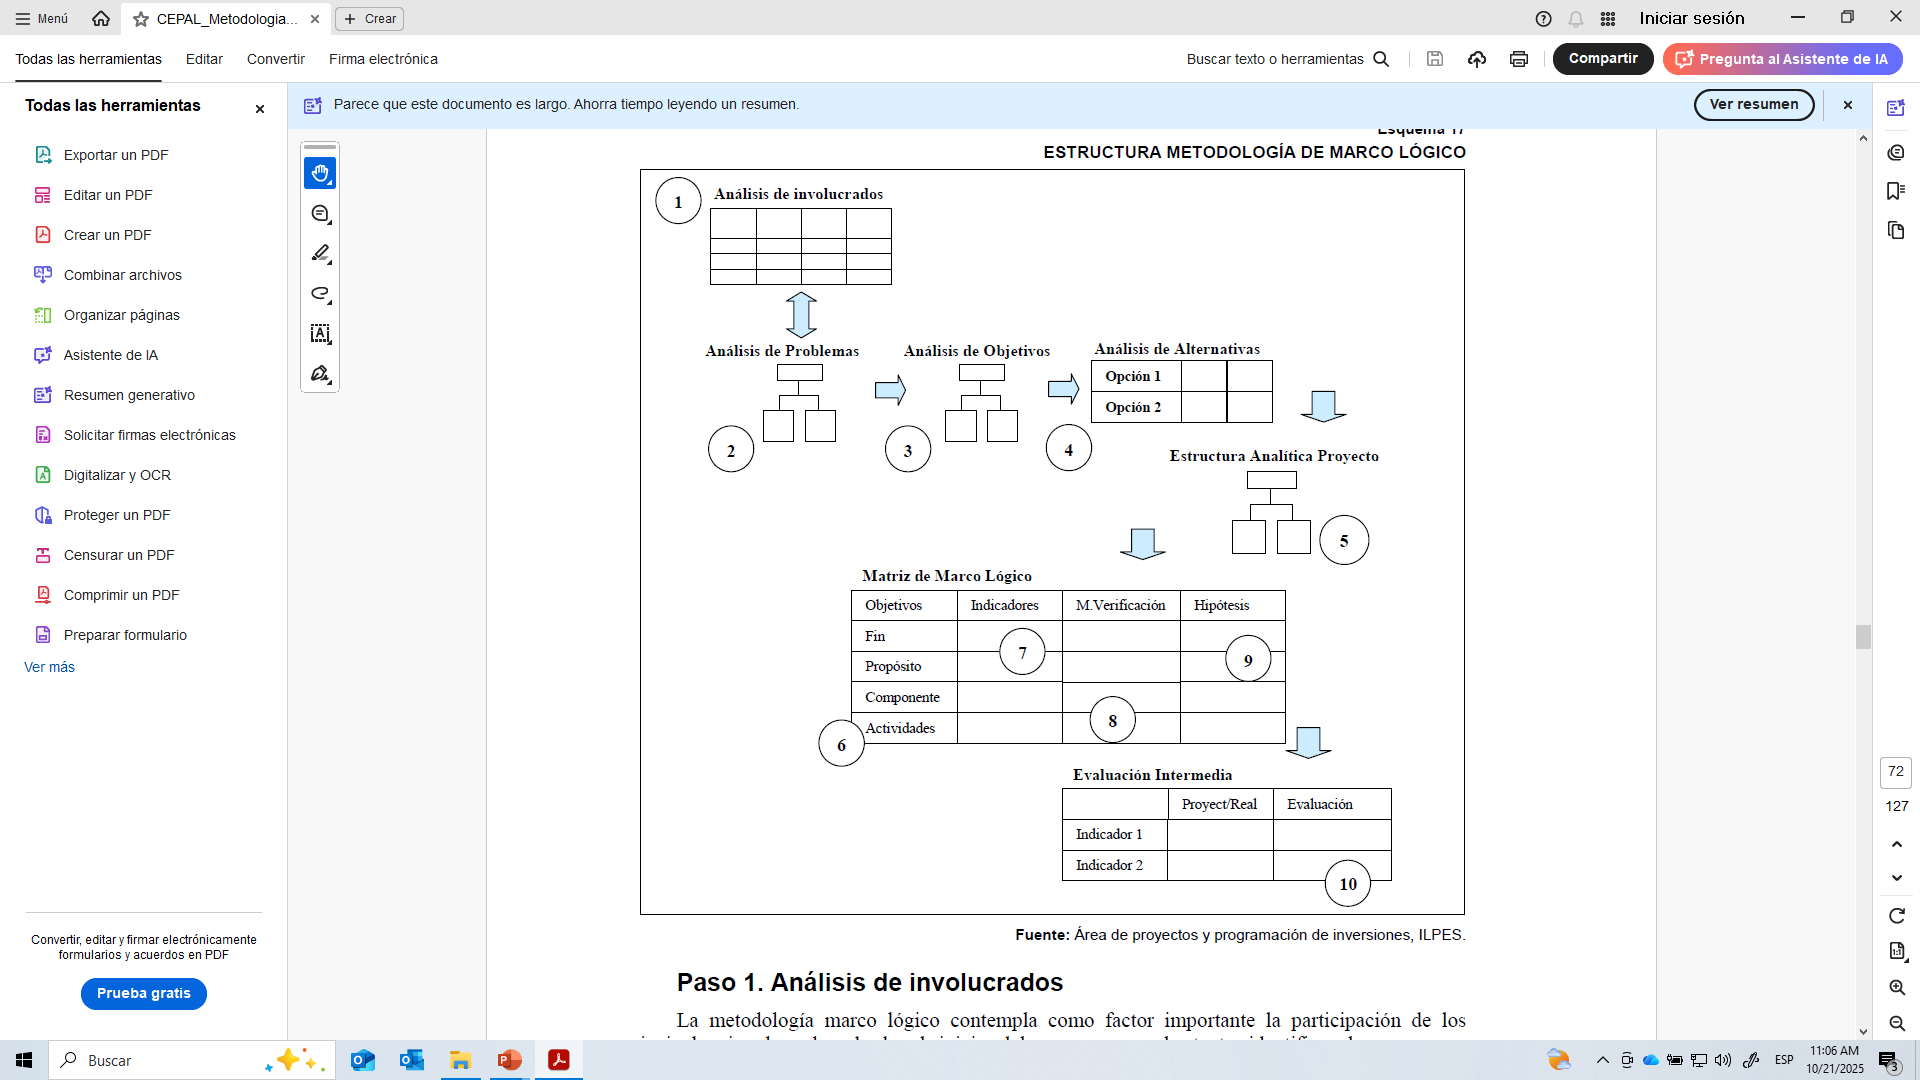 Menú
CEPAL_Metodologia...
Crear
Iniciar sesión
Todas las herramientas
Editar
Convertir
Firma electrónica
Buscar texto o herramientas
Compartir
Pregunta al Asistente de IA
Todas las herramientas
Parece que este documento es largo. Ahorra tiempo leyendo un resumen.
Ver resumen
Exportar un PDF
Editar un PDF
Crear un PDF
Combinar archivos
Organizar páginas
Asistente de IA
Resumen generativo
Solicitar firmas electrónicas
Digitalizar y OCR
Proteger un PDF
Censurar un PDF
Comprimir un PDF
Preparar formulario
Ver más
Convertir, editar y firmar electrónicamente
formularios y acuerdos en PDF
Prueba gratis
Esquema 17
ESTRUCTURA METODOLOGÍA DE MARCO LÓGICO
1
Análisis de involucrados
Análisis de Problemas
Análisis de Objetivos
Análisis de Alternativas
Opción 1
Opción 2
2
3
4
Estructura Analítica Proyecto
5
Matriz de Marco Lógico
Objetivos Indicadores M.Verificación Hipótesis
Fin
7
9
Propósito
Componente
8
Actividades
6
Evaluación Intermedia
Proyect/Real Evaluación
Indicador 1
Indicador 2
10
Fuente: Área de proyectos y programación de inversiones, ILPES.
Paso 1. Análisis de involucrados
La metodología marco lógico contempla como factor importante la participación de los
72
127
1:1
Buscar
ESP
11:06 AM
10/21/2025
3